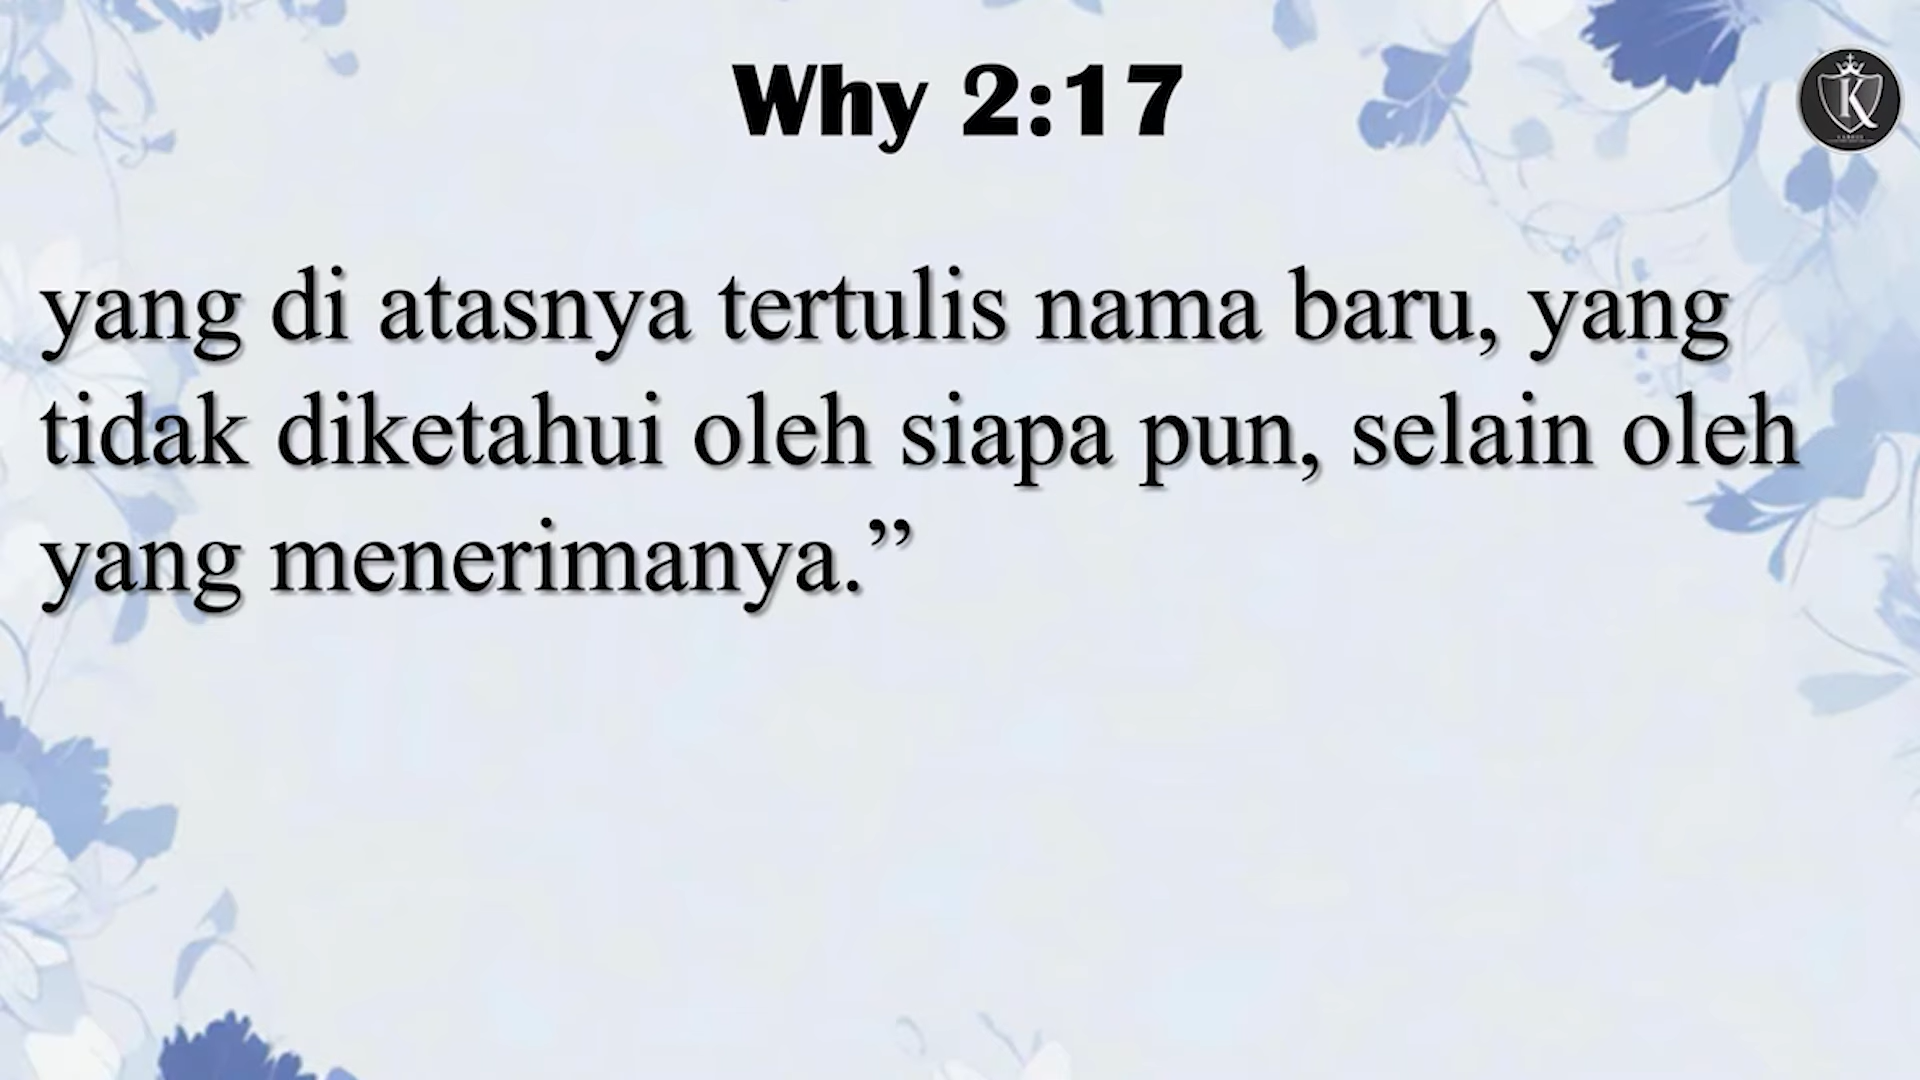 Why 2:17
K
yang di atasnya tertulis nama baru, yang
tidak diketahui oleh siapa pun, selain oleh
yang menerimanya.”